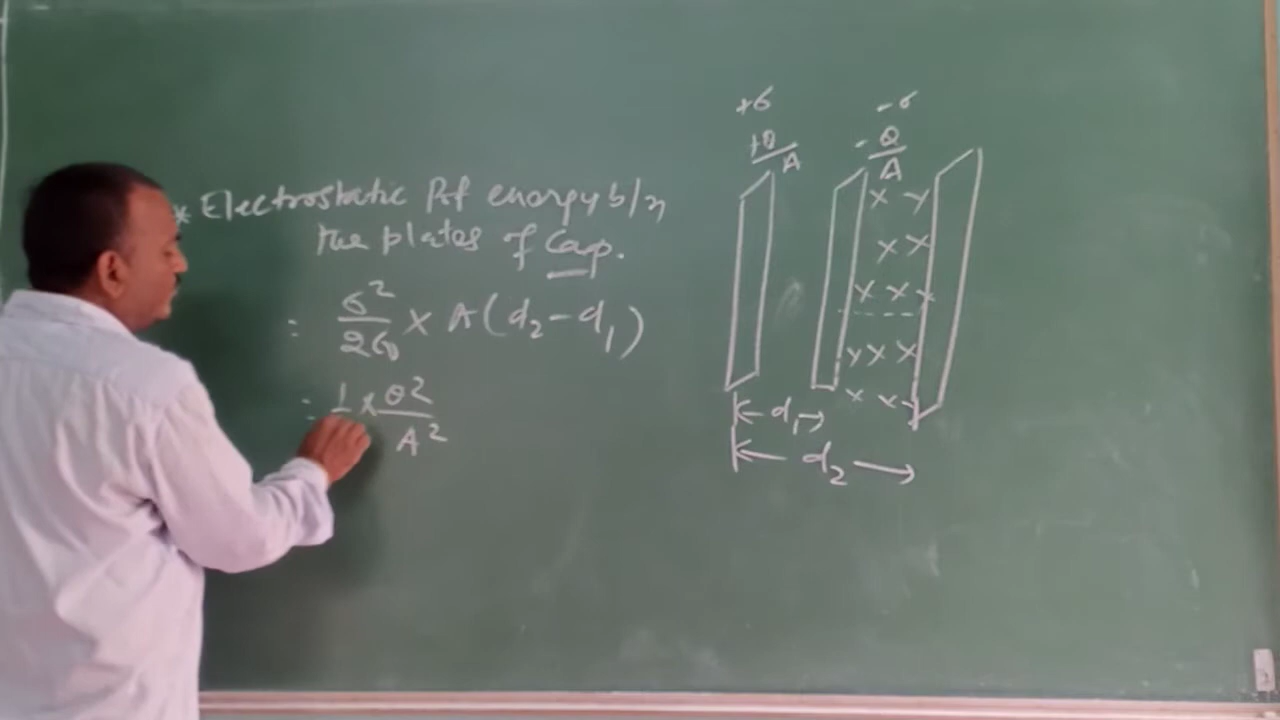 * Electrostatic Pot energy b/n
the plates of Cap.
= σ²/2ε₀ × A(d₂-d₁)
= 1 × Q²/A²
+σ -σ
+Q/A -Q/A
d₁
d₂